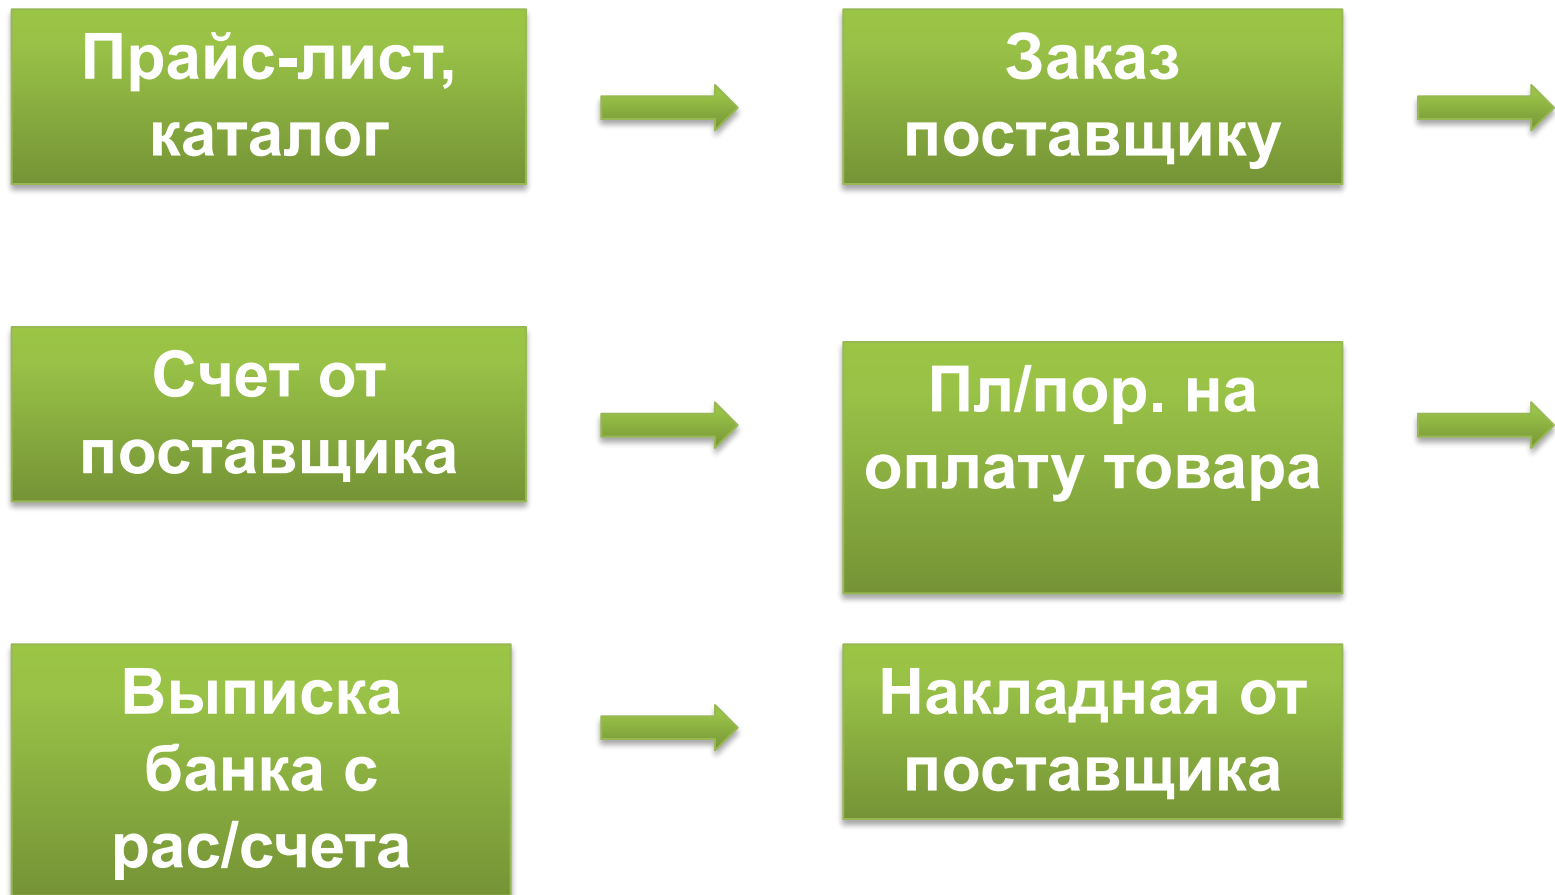 Прайс-лист,
каталог
Заказ
поставщику
Счет от
поставщика
Пл/пор. на
оплату товара
Выписка
банка с
рас/счета
Накладная от
поставщика